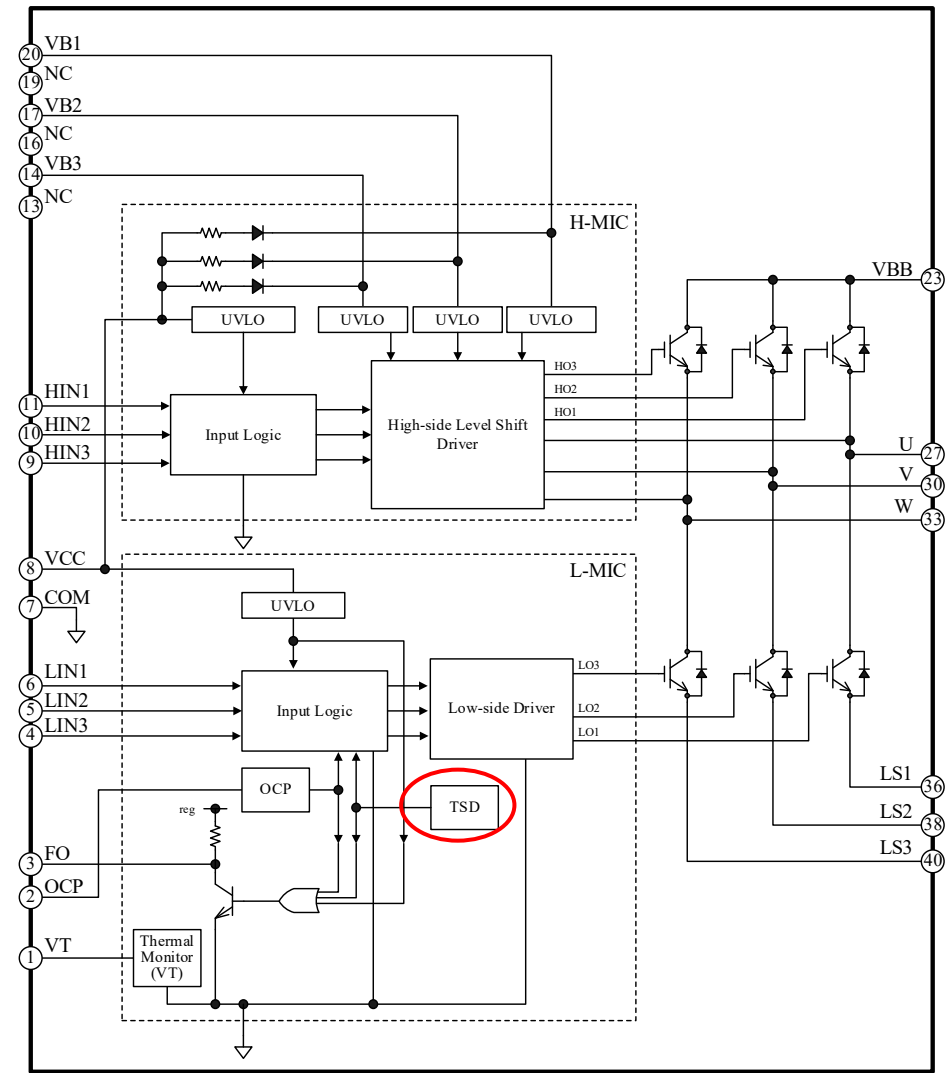 20 VB1
19 NC
17 VB2
16 NC
14 VB3
13 NC
H-MIC
VBB 23
UVLO UVLO UVLO UVLO
HO3
HO2
HO1
11 HIN1
10 HIN2
9 HIN3
Input Logic
High-side Level Shift
Driver
U 27
V 30
W 33
8 VCC
L-MIC
7 COM
UVLO
6 LIN1
5 LIN2
4 LIN3
Input Logic
Low-side Driver
LO3
LO2
LO1
OCP
TSD
reg
LS1 36
LS2 38
LS3 40
3 FO
2 OCP
1 VT
Thermal
Monitor
(VT)